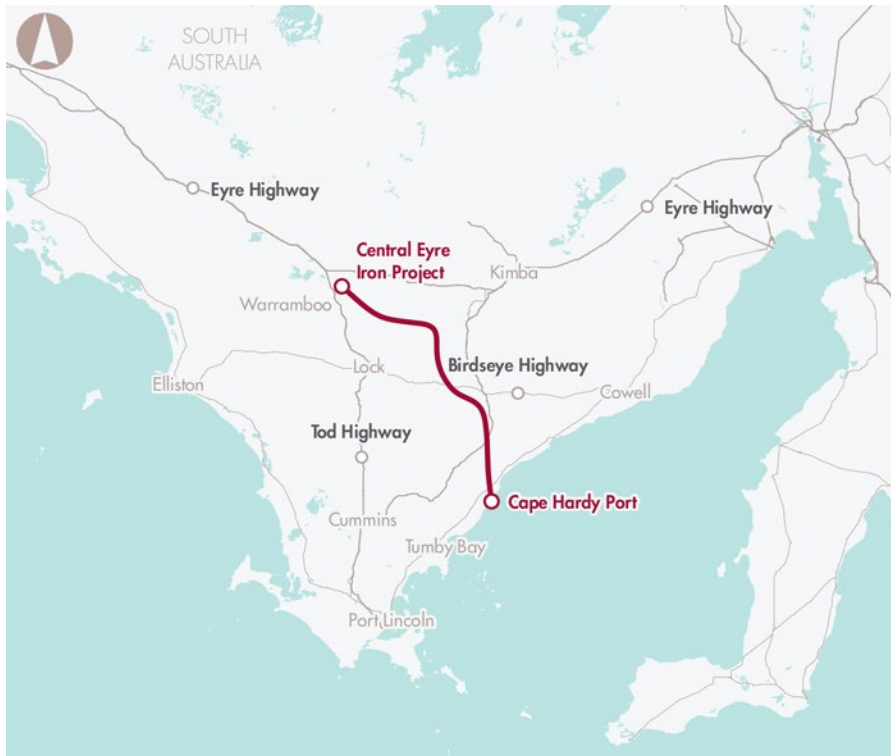 SOUTH
AUSTRALIA
Eyre Highway
Eyre Highway
Central Eyre
Iron Project
Kimba
Warramboo
Lock
Birdseye Highway
Elliston
Cowell
Tod Highway
Cape Hardy Port
Cummins
Tumby Bay
Port Lincoln